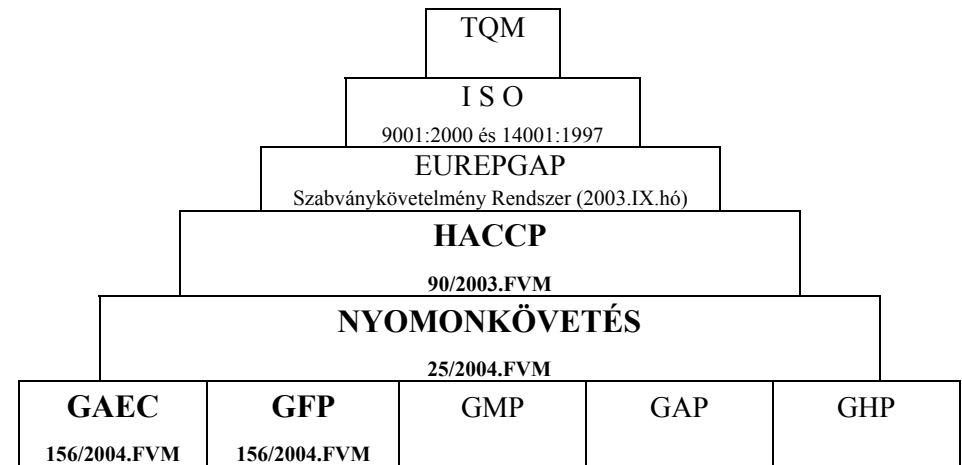 TQM
I S O
9001:2000 és 14001:1997
EUREPGAP
Szabványkövetelmény Rendszer (2003.IX.hó)
HACCP
90/2003.FVM
NYOMONKÖVETÉS
25/2004.FVM
GAEC GFP GMP GAP GHP
156/2004.FVM 156/2004.FVM